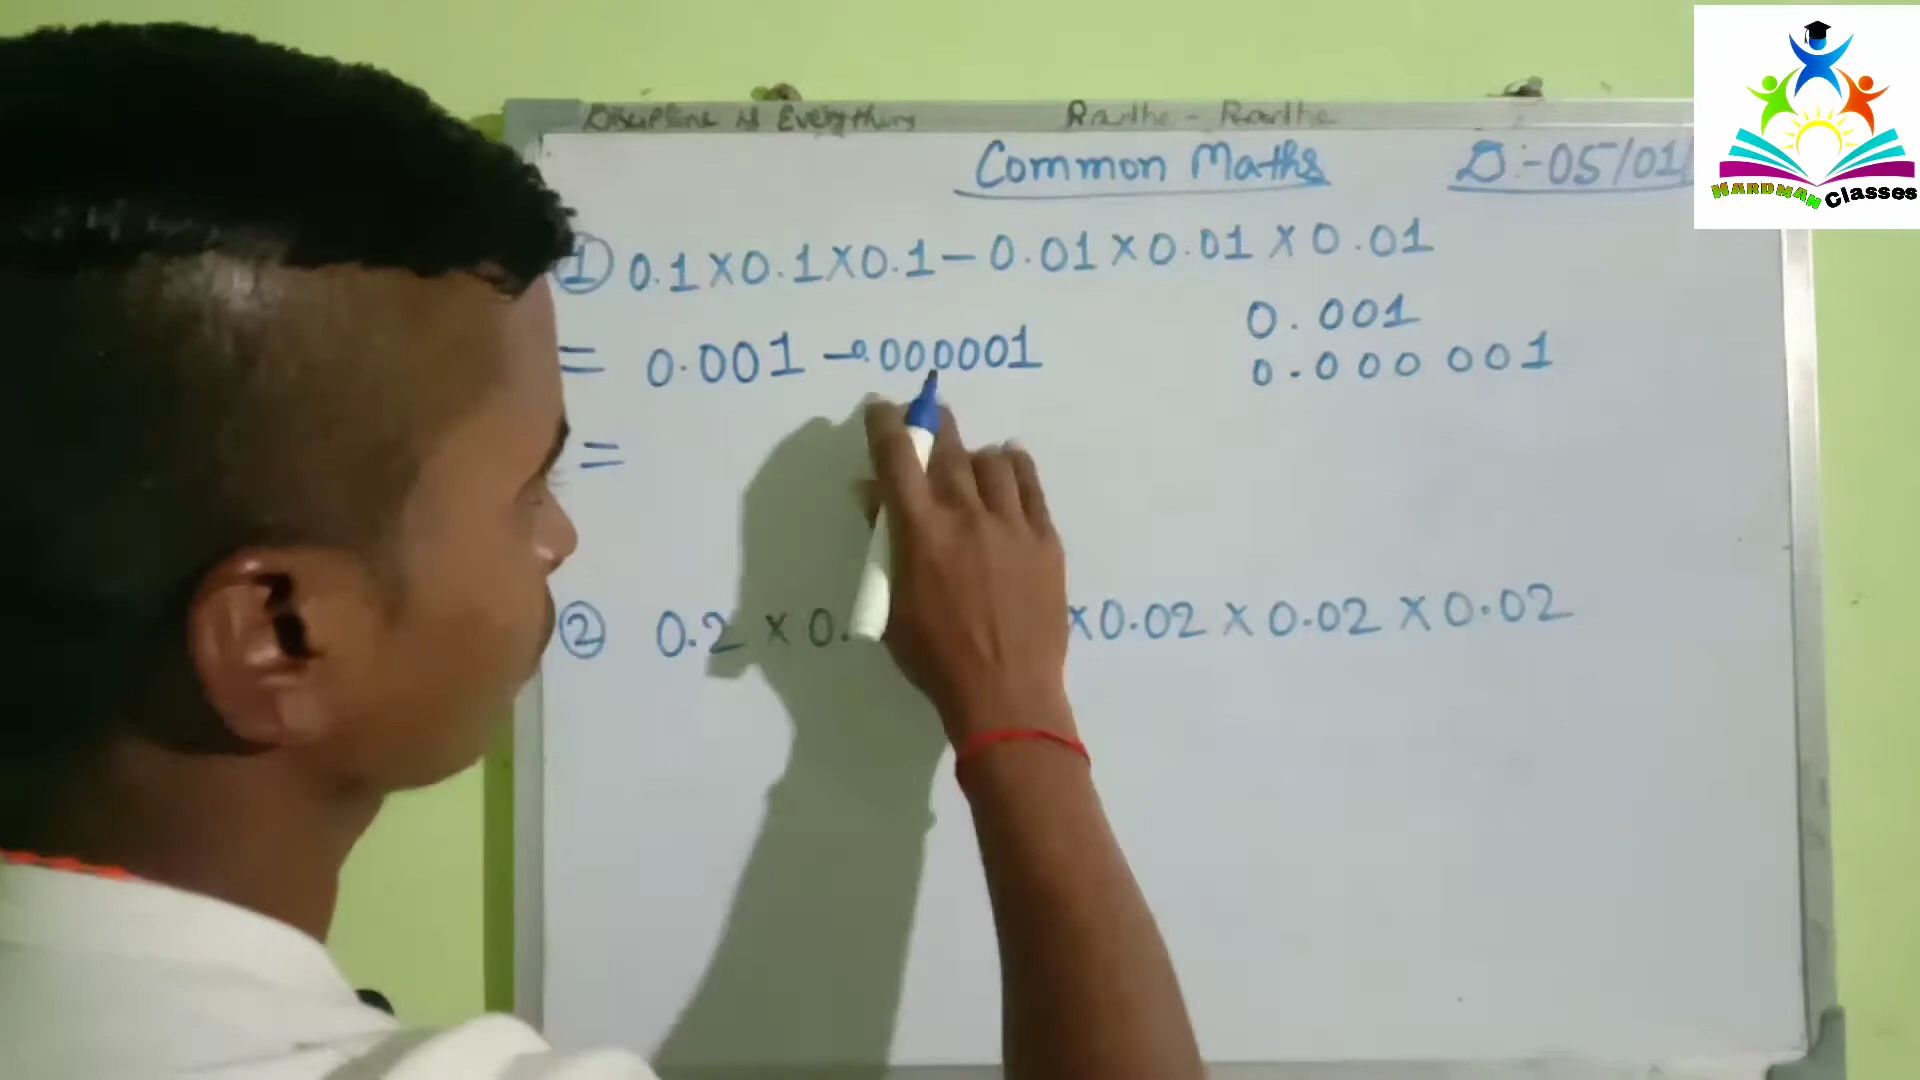 Discipline is Everything Radhe - Radhe
Common Maths D:-05/01/
HARDMAN Classes
① 0.1×0.1×0.1-0.01×0.01×0.01
0.001
= 0.001 -0.000001
0.000001
=
② 0.2 × 0. ×0.02 × 0.02 × 0.02